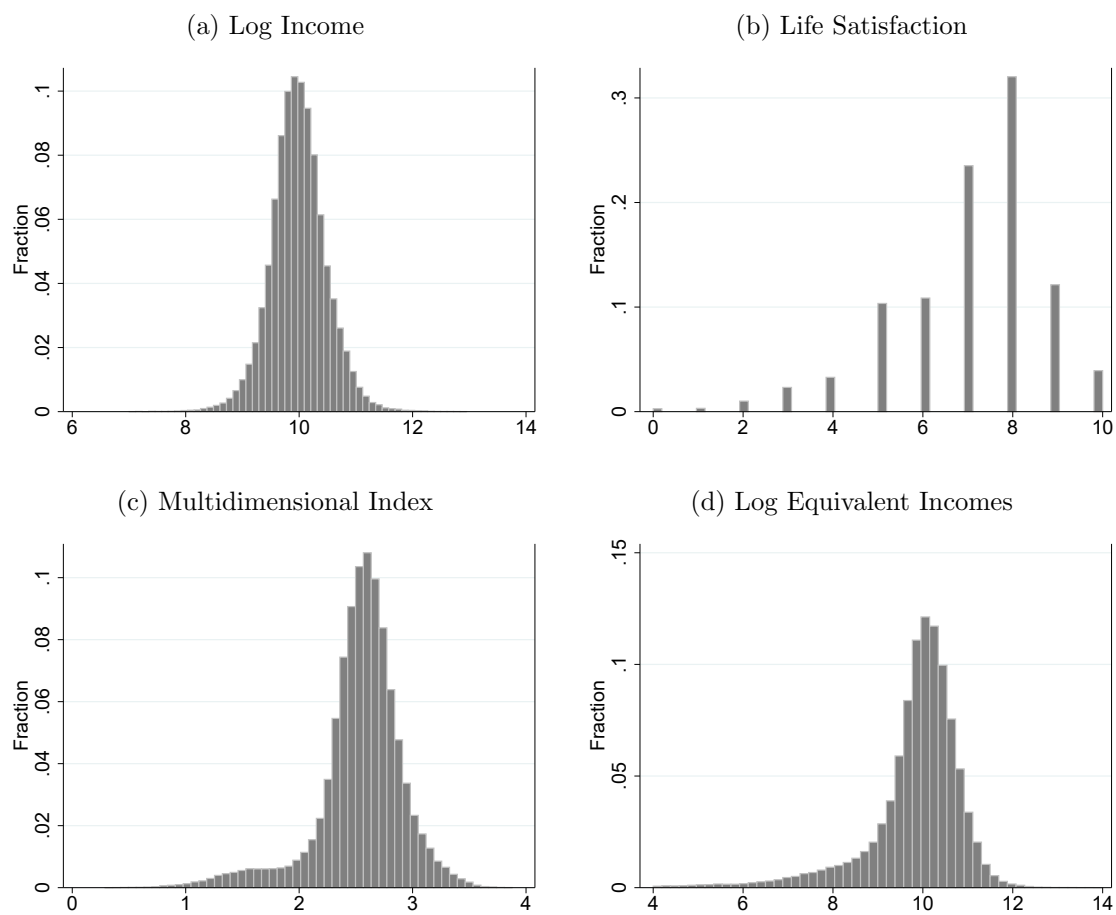 (a) Log Income
Fraction
.1
.08
.06
.04
.02
0
6 8 10 12 14
(b) Life Satisfaction
Fraction
.3
.2
.1
0
0 2 4 6 8 10
(c) Multidimensional Index
Fraction
.1
.08
.06
.04
.02
0
0 1 2 3 4
(d) Log Equivalent Incomes
Fraction
.15
.1
.05
0
4 6 8 10 12 14